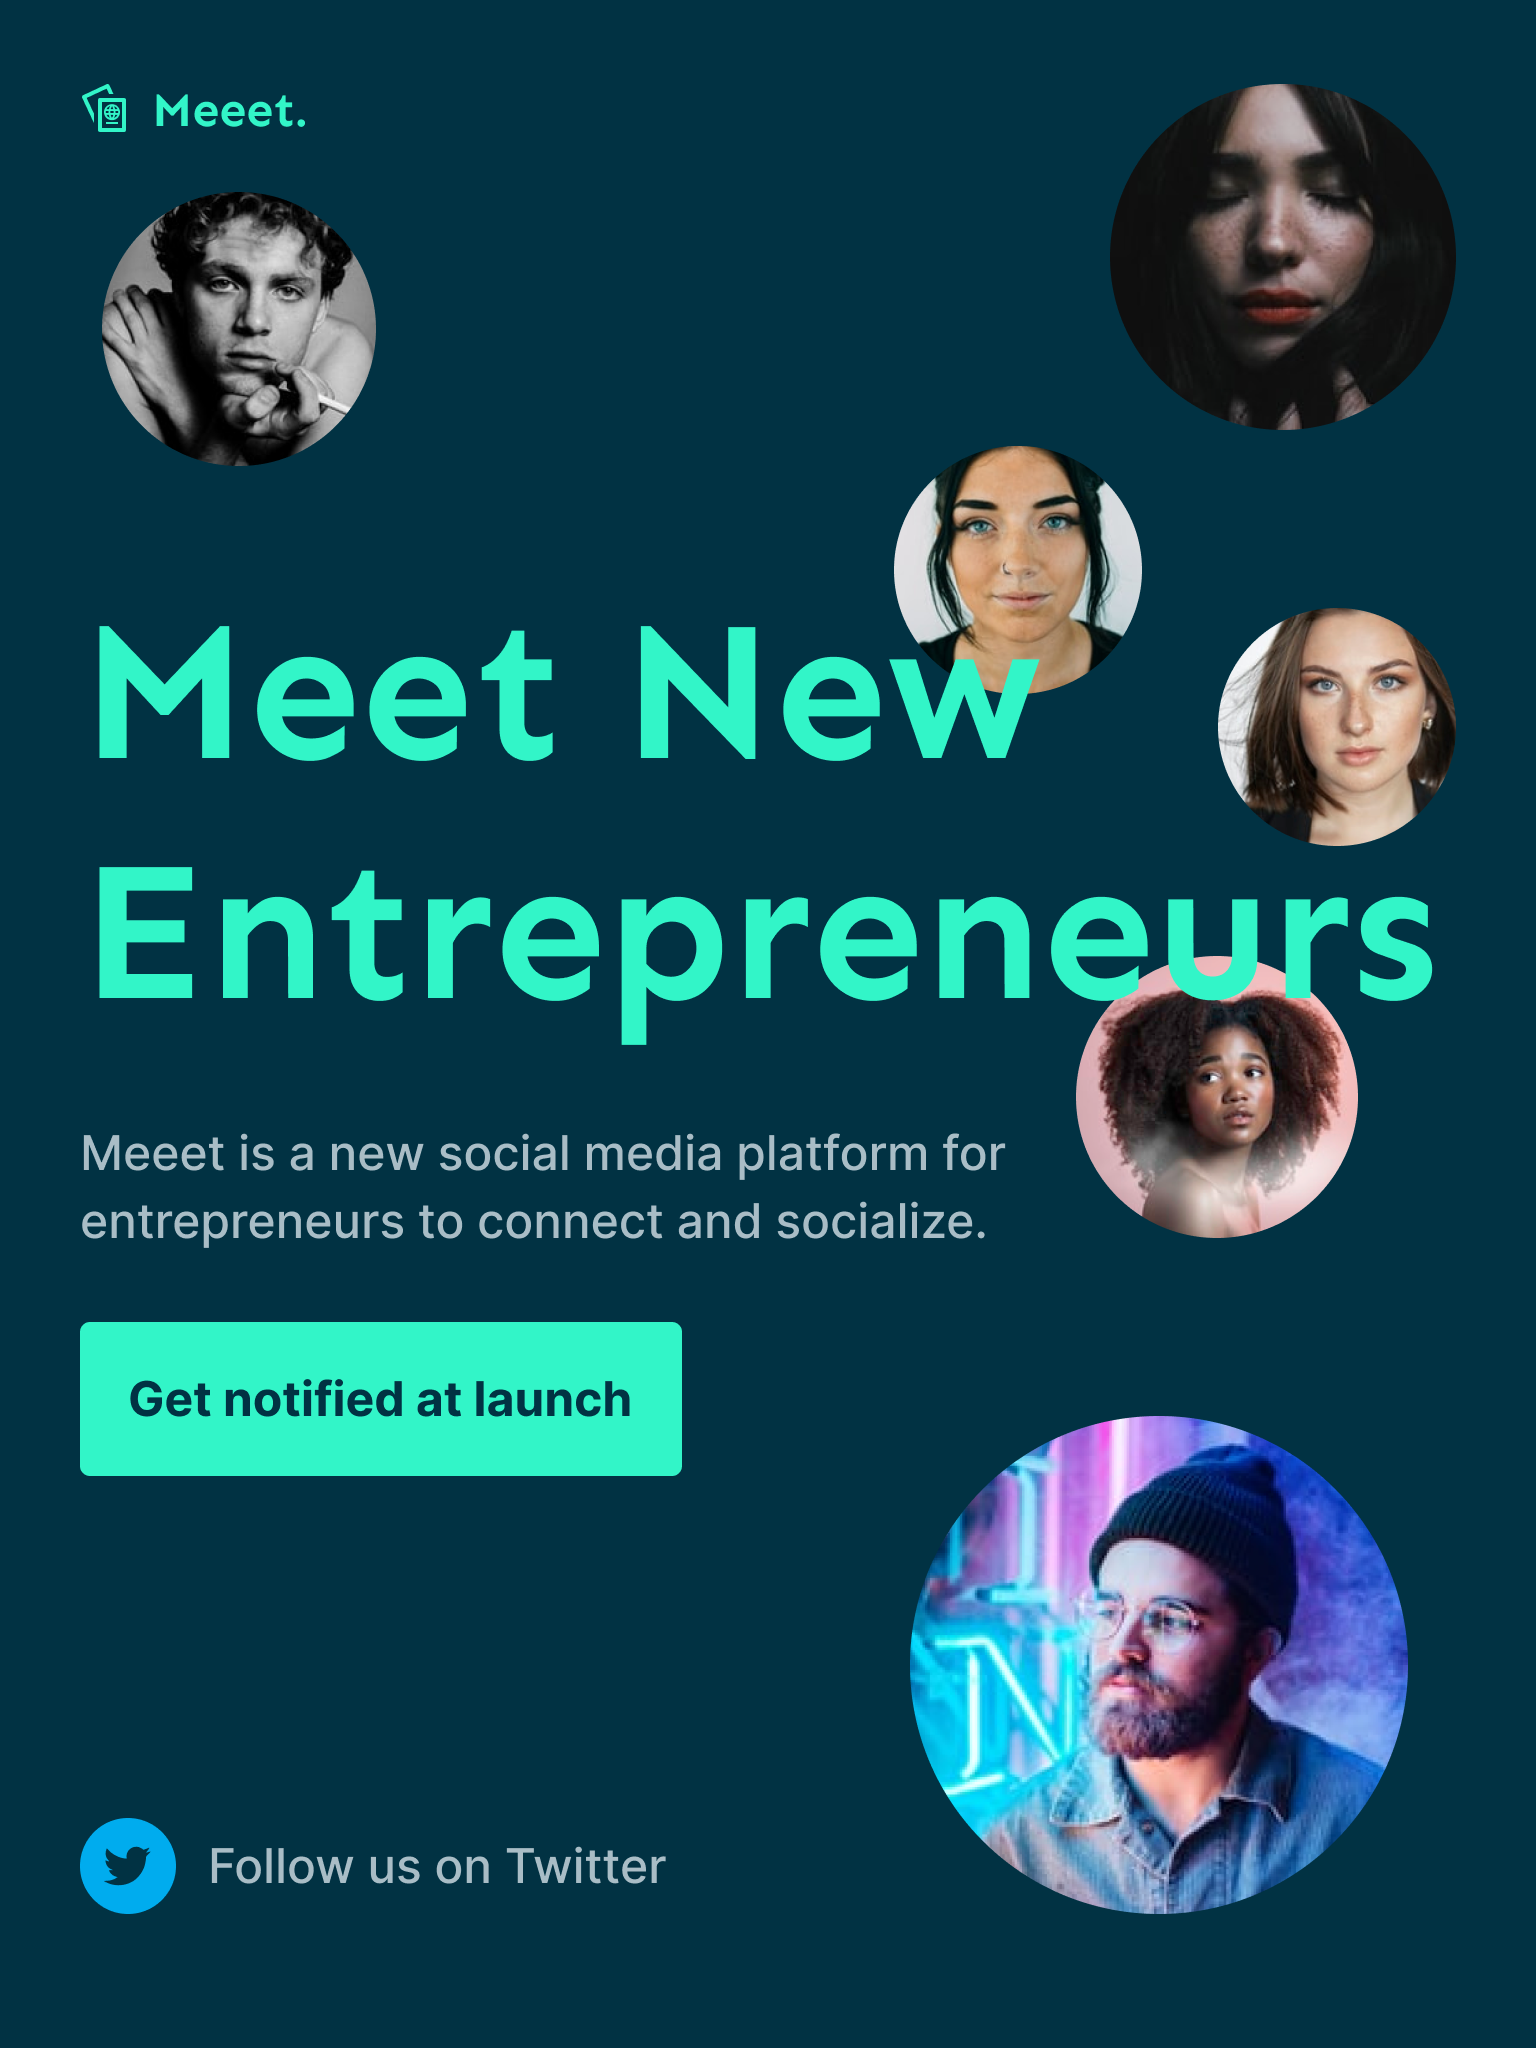 Meeet.
Meet New
Entrepreneurs
Meeet is a new social media platform for
entrepreneurs to connect and socialize.
Get notified at launch
N
Follow us on Twitter